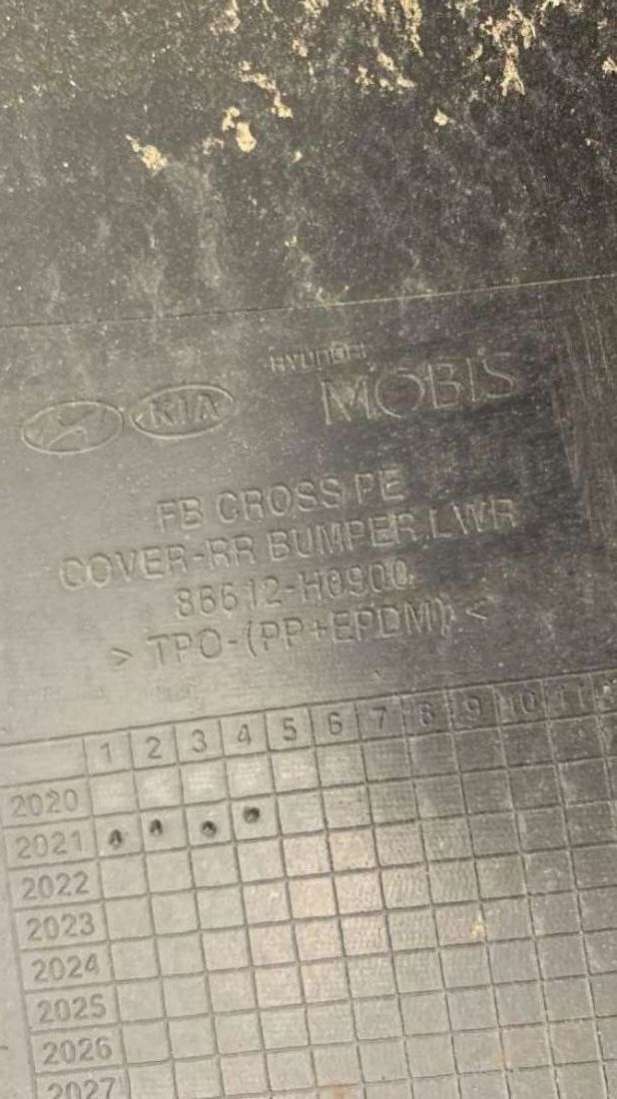 HYUNDAI
KIA MOBIS
FB CROSS PE
COVER-RR BUMPER,LWR
86612-H0900
> TPO-(PP+EPDM) <
1 2 3 4 5 6 7 8 9 10 11
2020
2021
2022
2023
2024
2025
2026
2027